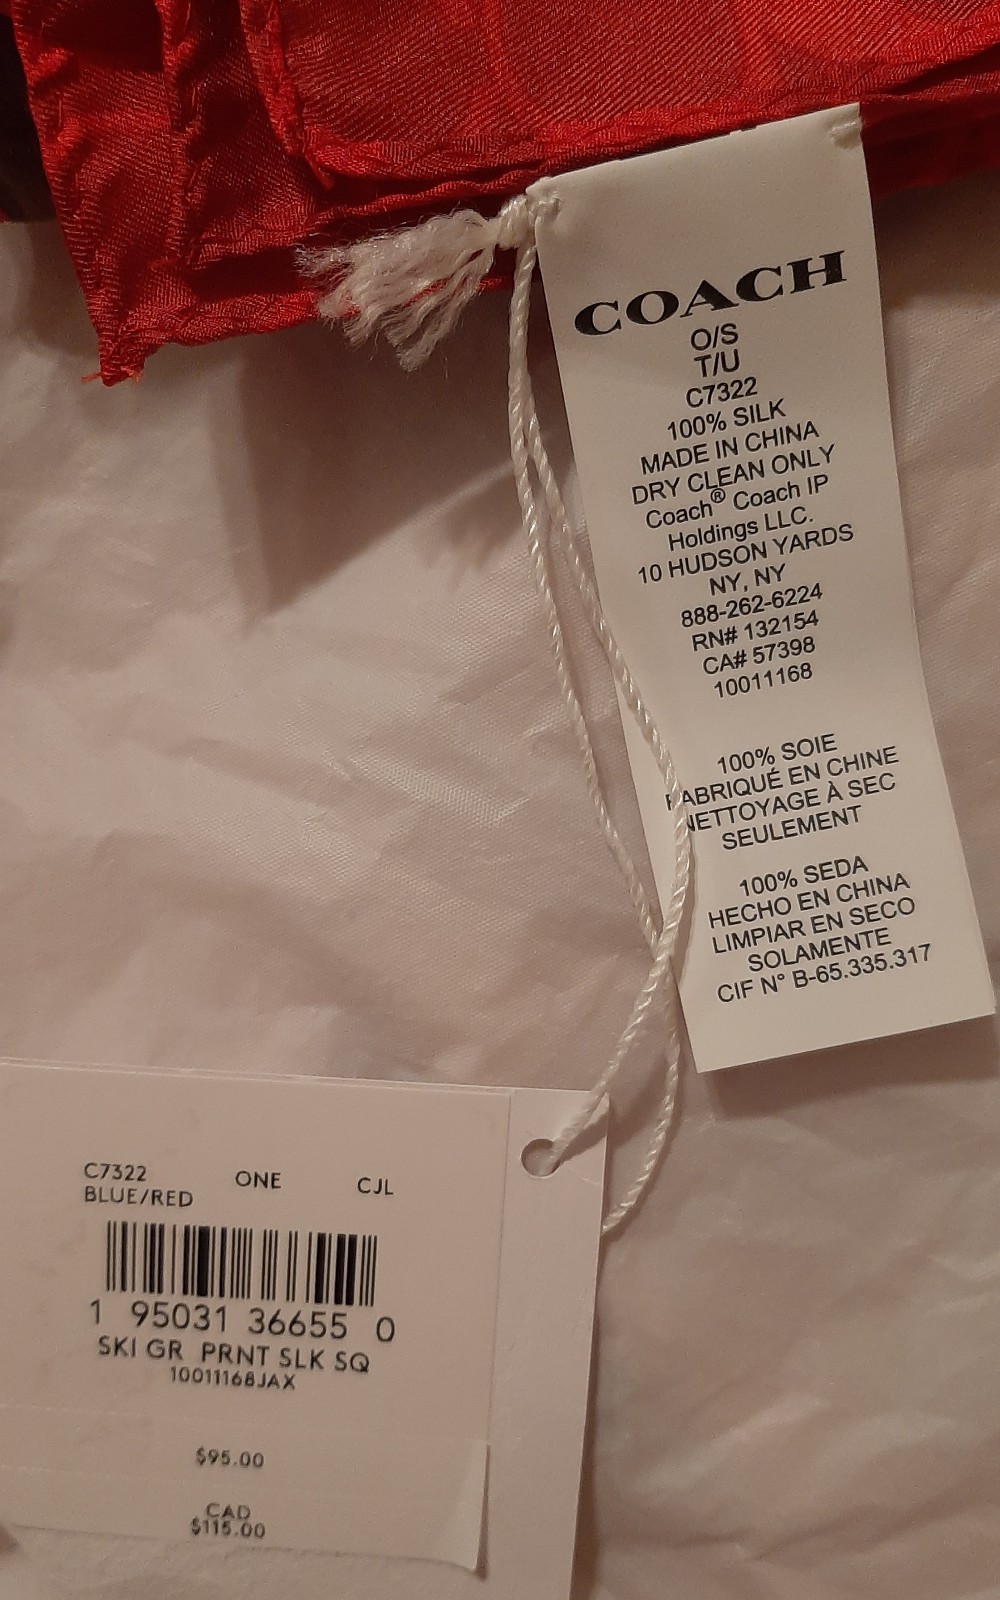 COACH
O/S
T/U
C7322
100% SILK
MADE IN CHINA
DRY CLEAN ONLY
Coach® Coach IP
Holdings LLC.
10 HUDSON YARDS
NY, NY
888-262-6224
RN# 132154
CA# 57398
10011168
100% SOIE
FABRIQUÉ EN CHINE
NETTOYAGE À SEC
SEULEMENT
100% SEDA
HECHO EN CHINA
LIMPIAR EN SECO
SOLAMENTE
CIF N° B-65.335.317
C7322 ONE CJL
BLUE/RED
1 95031 36655 0
SKI GR PRNT SLK SQ
10011168JAX
$95.00
CAD
$115.00